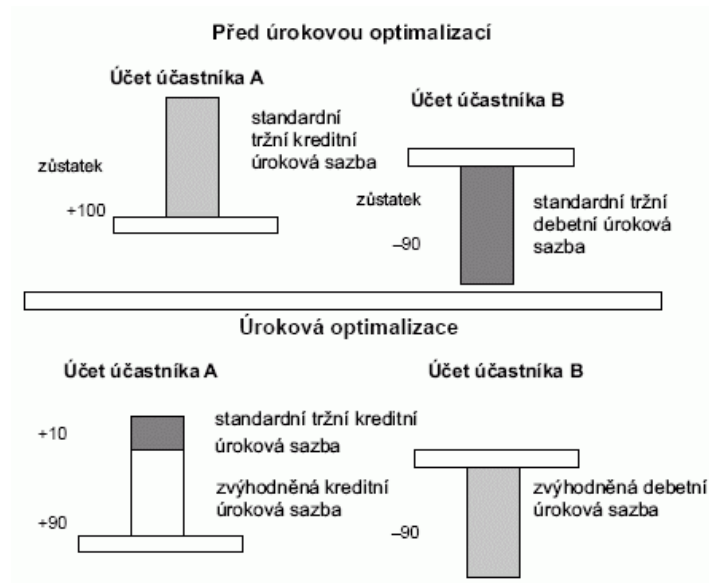 Před úrokovou optimalizací
Účet účastníka A
standardní
tržní kreditní
úroková sazba
zůstatek
+100
Účet účastníka B
zůstatek
–90
standardní tržní
debetní úroková
sazba
Úroková optimalizace
Účet účastníka A
+10
standardní tržní kreditní
úroková sazba
zvýhodněná kreditní
úroková sazba
+90
Účet účastníka B
zvýhodněná debetní
úroková sazba
–90